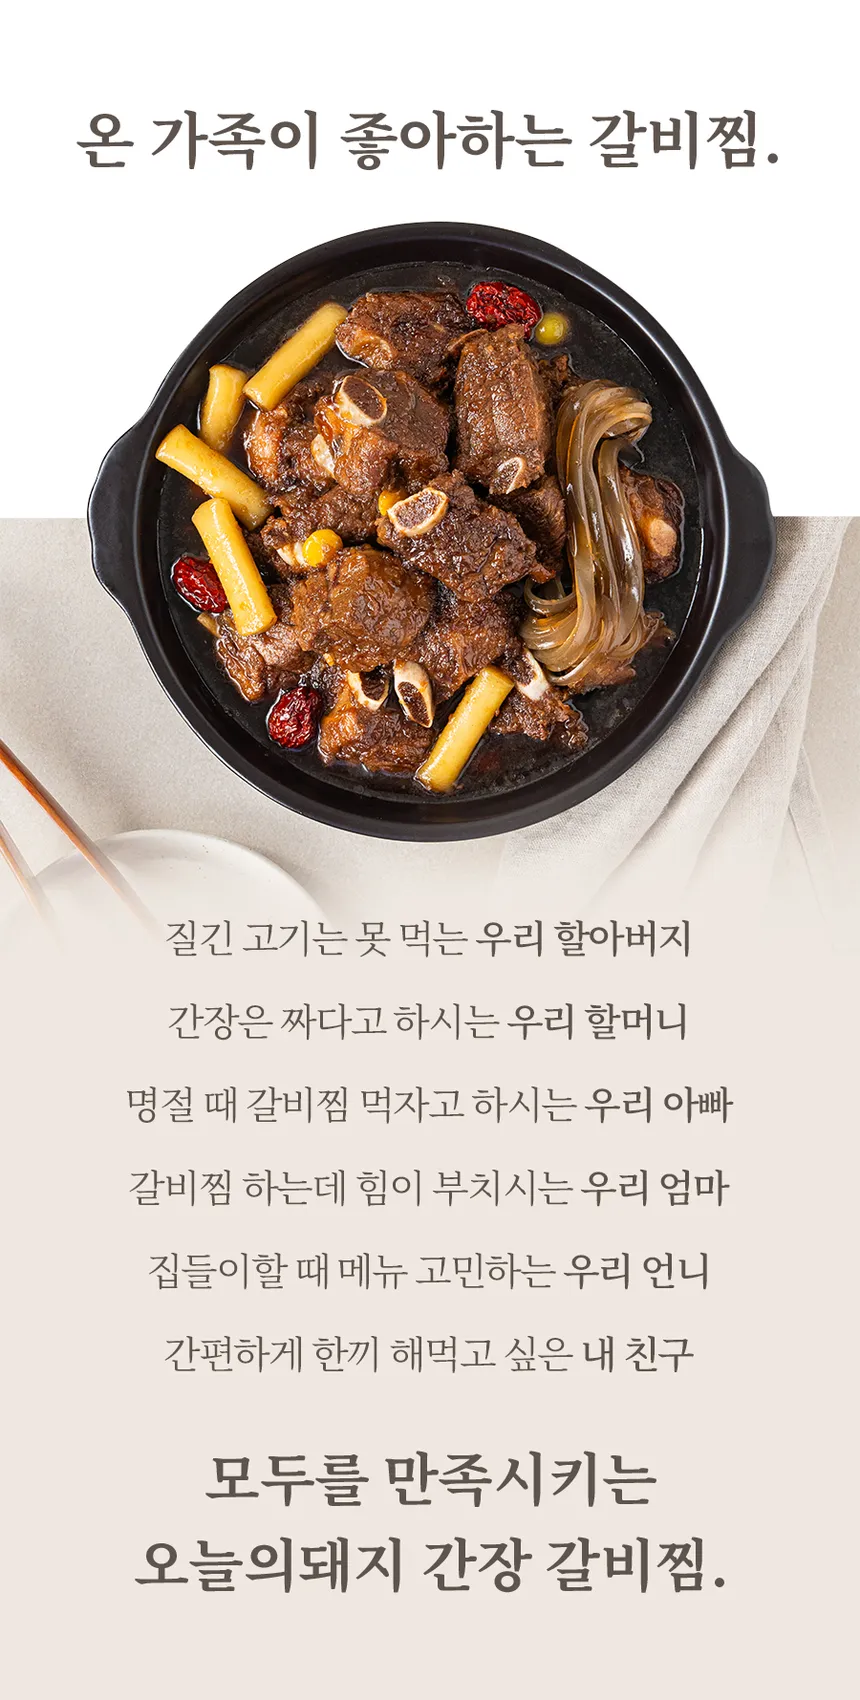 온 가족이 좋아하는 갈비찜.
질긴 고기는 못 먹는 우리 할아버지
간장은 짜다고 하시는 우리 할머니
명절 때 갈비찜 먹자고 하시는 우리 아빠
갈비찜 하는데 힘이 부치시는 우리 엄마
집들이할 때 메뉴 고민하는 우리 언니
간편하게 한끼 해먹고 싶은 내 친구
모두를 만족시키는
오늘의돼지 간장 갈비찜.